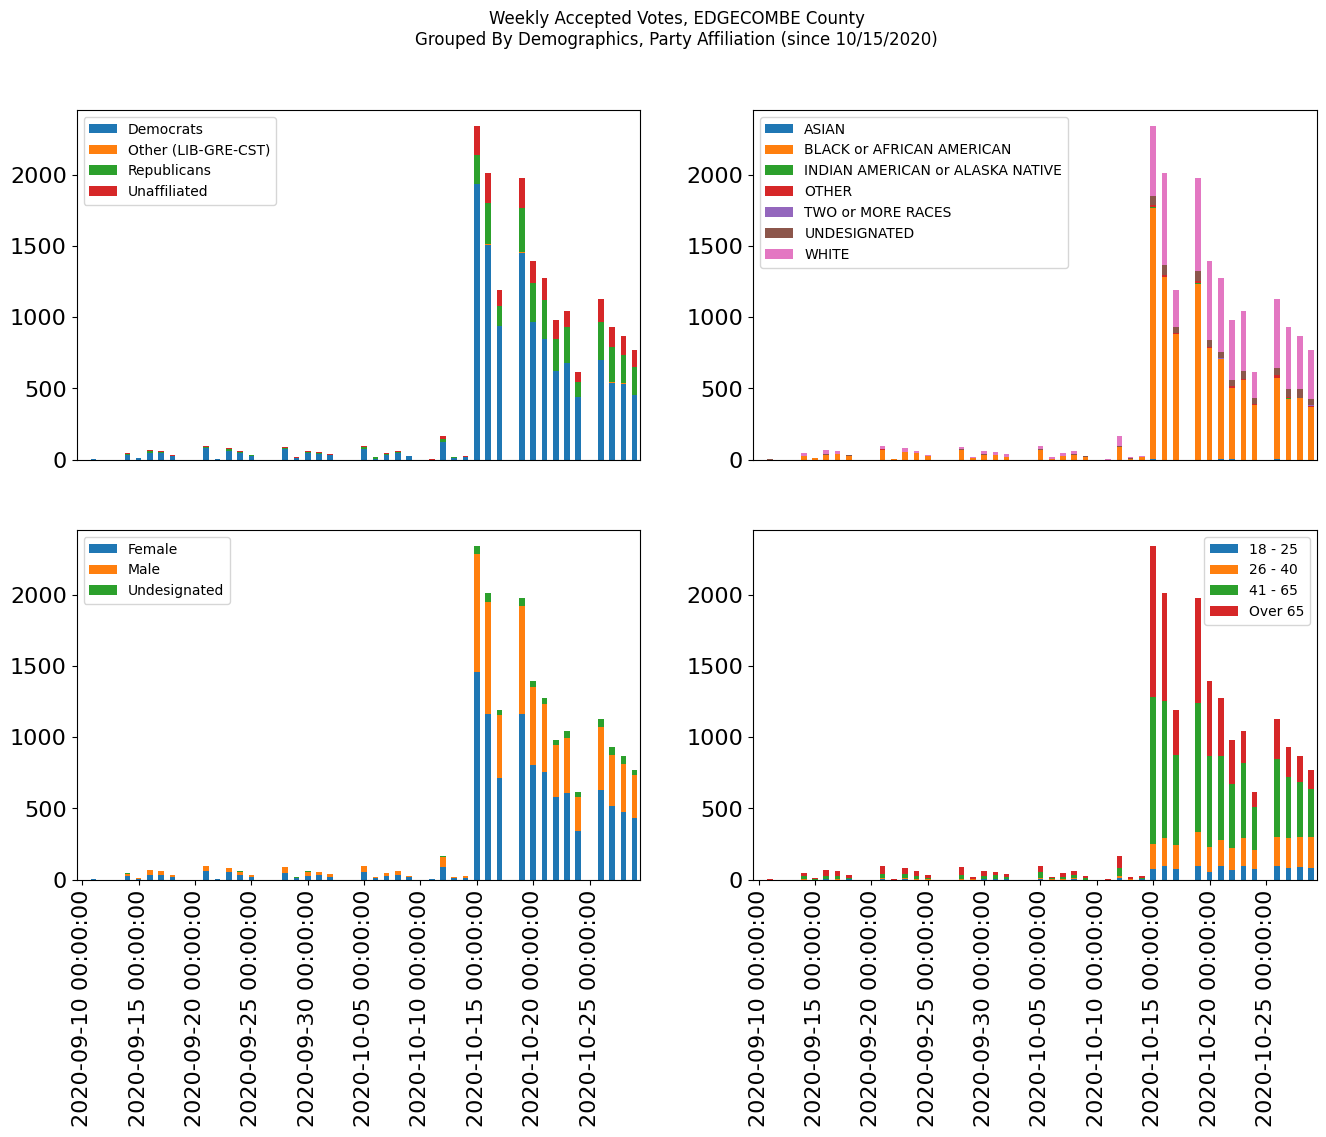 Weekly Accepted Votes, EDGECOMBE County
Grouped By Demographics, Party Affiliation (since 10/15/2020)
Democrats
Other (LIB-GRE-CST)
Republicans
Unaffiliated
2000
1500
1000
500
0
ASIAN
BLACK or AFRICAN AMERICAN
INDIAN AMERICAN or ALASKA NATIVE
OTHER
TWO or MORE RACES
UNDESIGNATED
WHITE
2000
1500
1000
500
0
Female
Male
Undesignated
2000
1500
1000
500
0
2020-09-10 00:00:00
2020-09-15 00:00:00
2020-09-20 00:00:00
2020-09-25 00:00:00
2020-09-30 00:00:00
2020-10-05 00:00:00
2020-10-10 00:00:00
2020-10-15 00:00:00
2020-10-20 00:00:00
2020-10-25 00:00:00
18 - 25
26 - 40
41 - 65
Over 65
2000
1500
1000
500
0
2020-09-10 00:00:00
2020-09-15 00:00:00
2020-09-20 00:00:00
2020-09-25 00:00:00
2020-09-30 00:00:00
2020-10-05 00:00:00
2020-10-10 00:00:00
2020-10-15 00:00:00
2020-10-20 00:00:00
2020-10-25 00:00:00